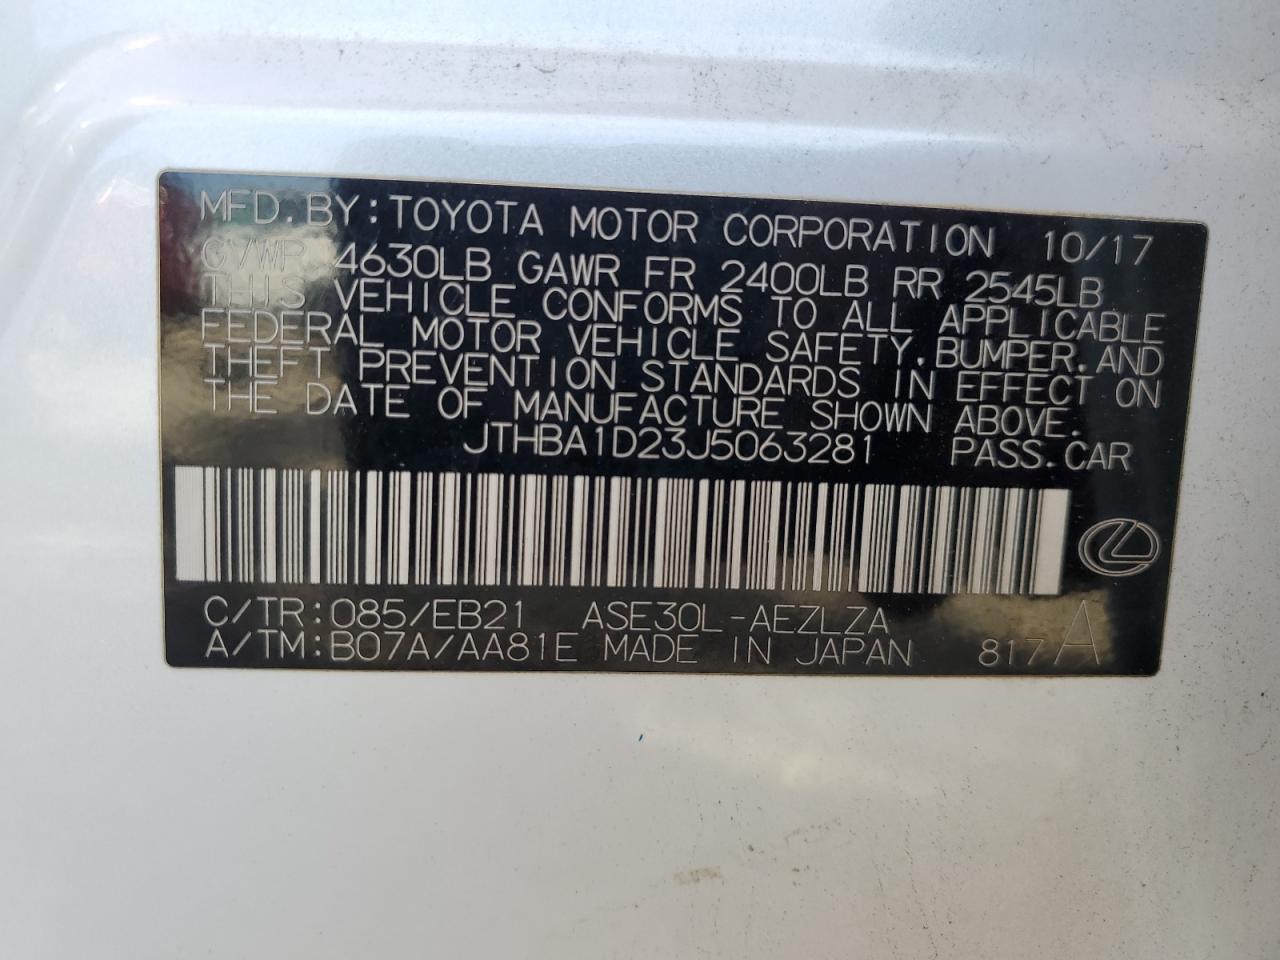 MFD. BY: TOYOTA MOTOR CORPORATION 10/17
GVWR 4630LB GAWR FR 2400LB RR 2545LB
THIS VEHICLE CONFORMS TO ALL APPLICABLE
FEDERAL MOTOR VEHICLE SAFETY, BUMPER, AND
THEFT PREVENTION STANDARDS IN EFFECT ON
THE DATE OF MANUFACTURE SHOWN ABOVE.
JTHBA1D23J5063281 PASS. CAR
C/TR: 085/EB21 ASE30L-AEZLZA
A/TM: B07A/AA81E MADE IN JAPAN 817 A